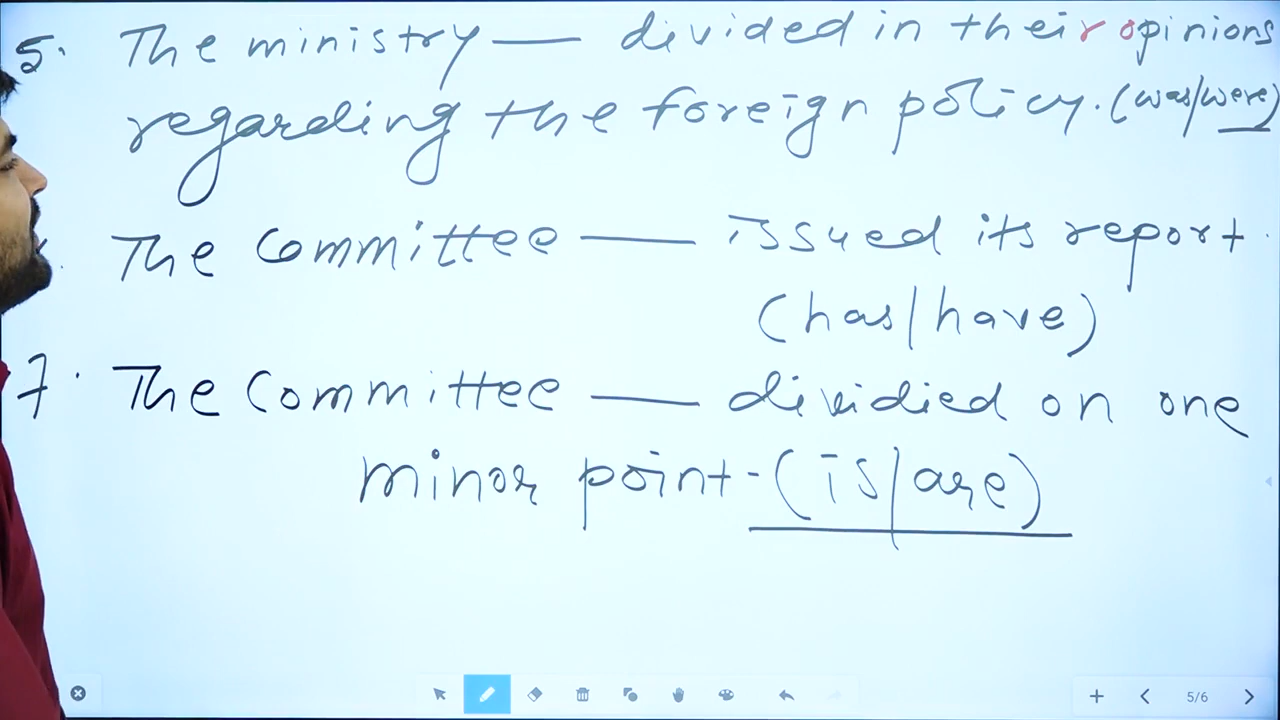 5. The ministry — divided in their opinions
regarding the foreign policy. (was/were)
The Committee — issued its report.
(has/have)
7. The Committee — dividied on one
minor point - (is/are)
5/6